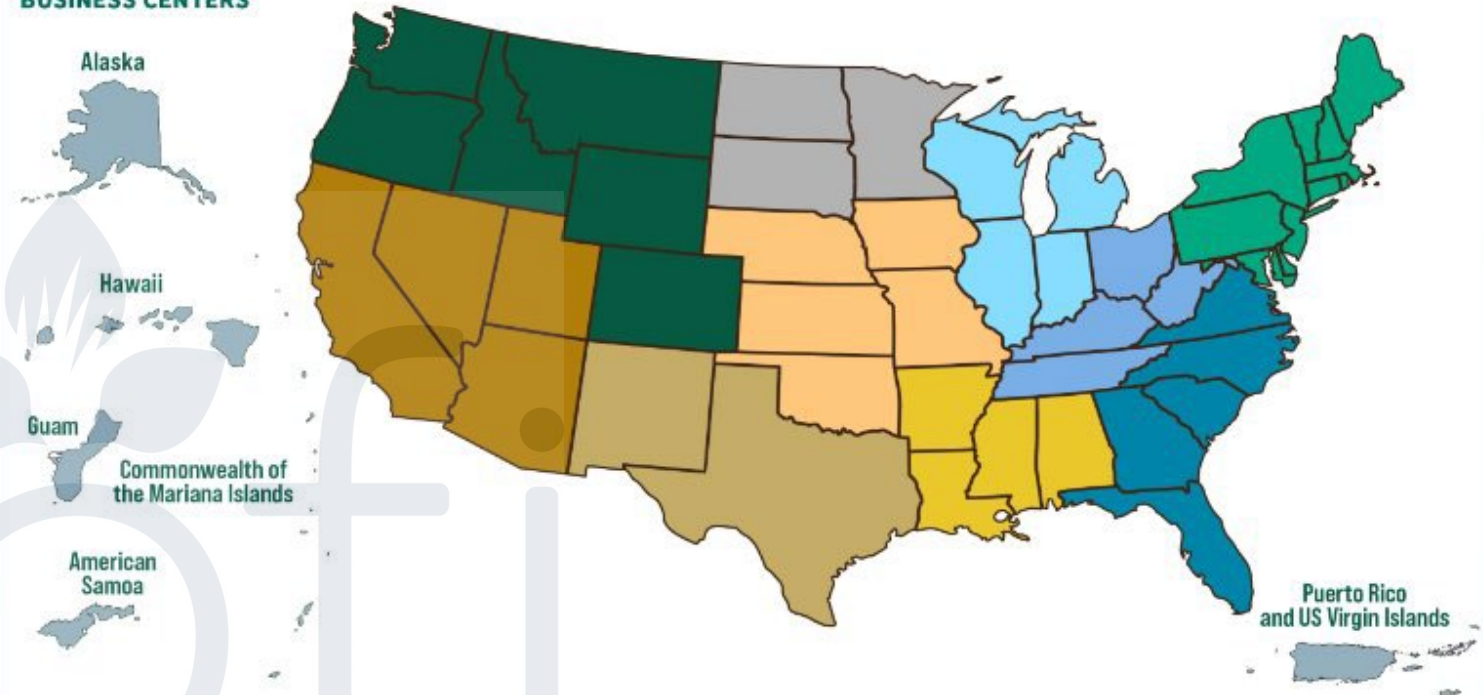 BUSINESS CENTERS
Alaska
Hawaii
Guam
Commonwealth of
the Mariana Islands
American
Samoa
Puerto Rico
and US Virgin Islands